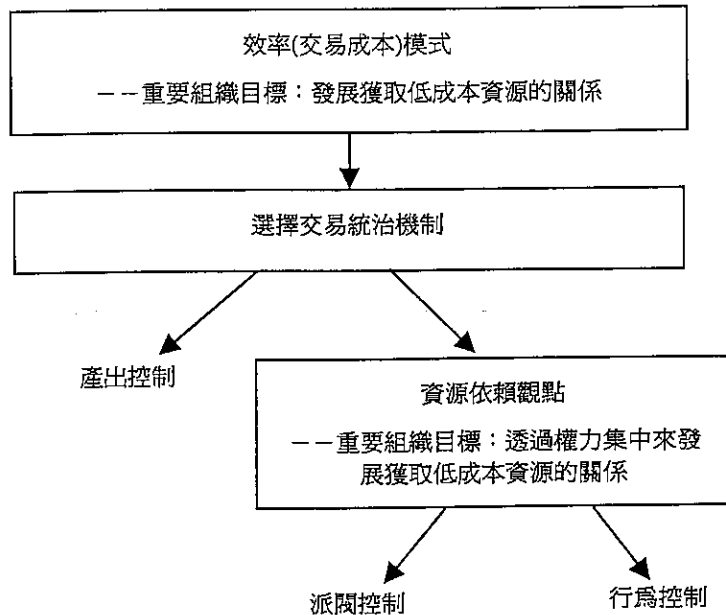 效率(交易成本)模式
－－重要組織目標：發展獲取低成本資源的關係
選擇交易統治機制
產出控制
資源依賴觀點
－－重要組織目標：透過權力集中來發
展獲取低成本資源的關係
派閥控制
行爲控制